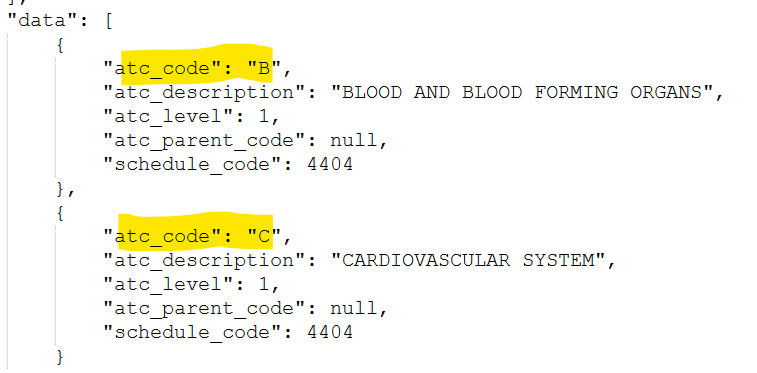 "data": [
{
"atc_code": "B",
"atc_description": "BLOOD AND BLOOD FORMING ORGANS",
"atc_level": 1,
"atc_parent_code": null,
"schedule_code": 4404
},
{
"atc_code": "C",
"atc_description": "CARDIOVASCULAR SYSTEM",
"atc_level": 1,
"atc_parent_code": null,
"schedule_code": 4404
}